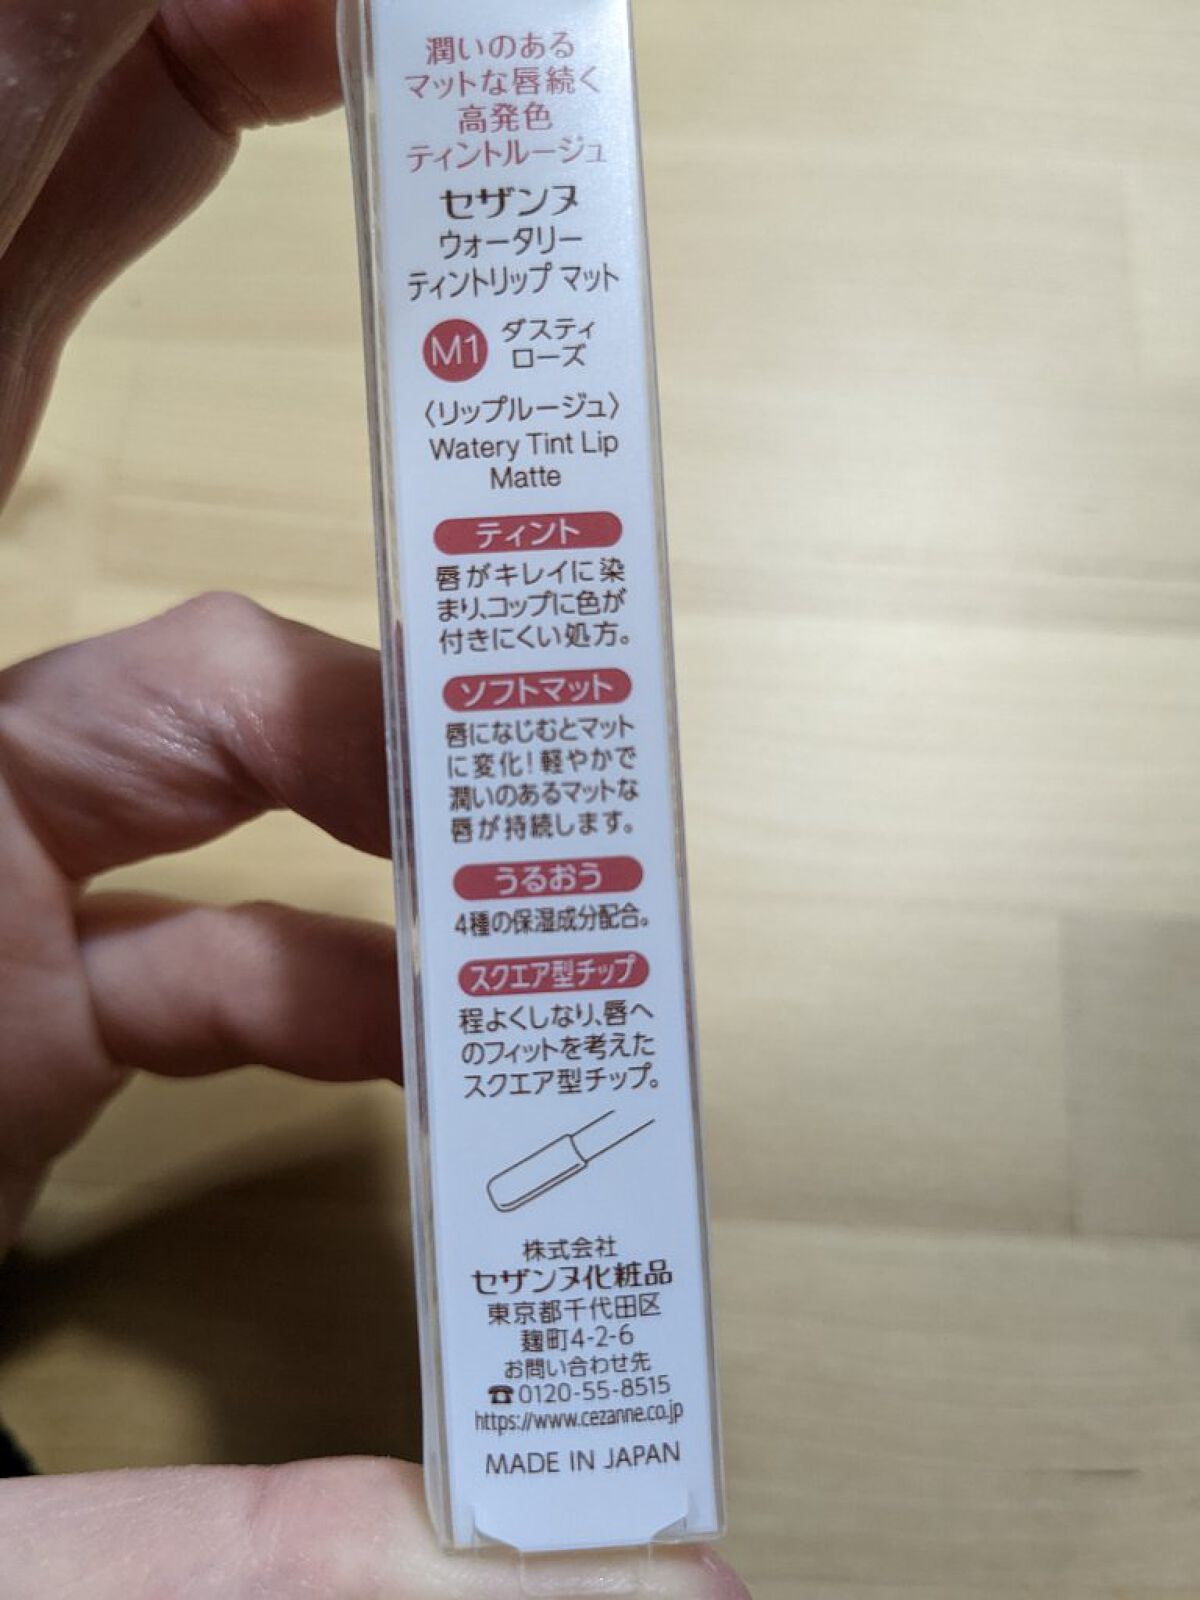 潤いのある
マットな唇続く
高発色
ティントルージュ
セザンヌ
ウォータリー
ティントリップ マット
M1 ダスティ
ローズ
〈リップルージュ〉
Watery Tint Lip
Matte
ティント
唇がキレイに染
まり、コップに色が
付きにくい処方。
ソフトマット
唇になじむとマット
に変化!軽やかで
潤いのあるマットな
唇が持続します。
うるおう
4種の保湿成分配合。
スクエア型チップ
程よくしなり、唇へ
のフィットを考えた
スクエア型チップ。
株式会社
セザンヌ化粧品
東京都千代田区
麹町4-2-6
お問い合わせ先
☎0120-55-8515
https://www.cezanne.co.jp
MADE IN JAPAN